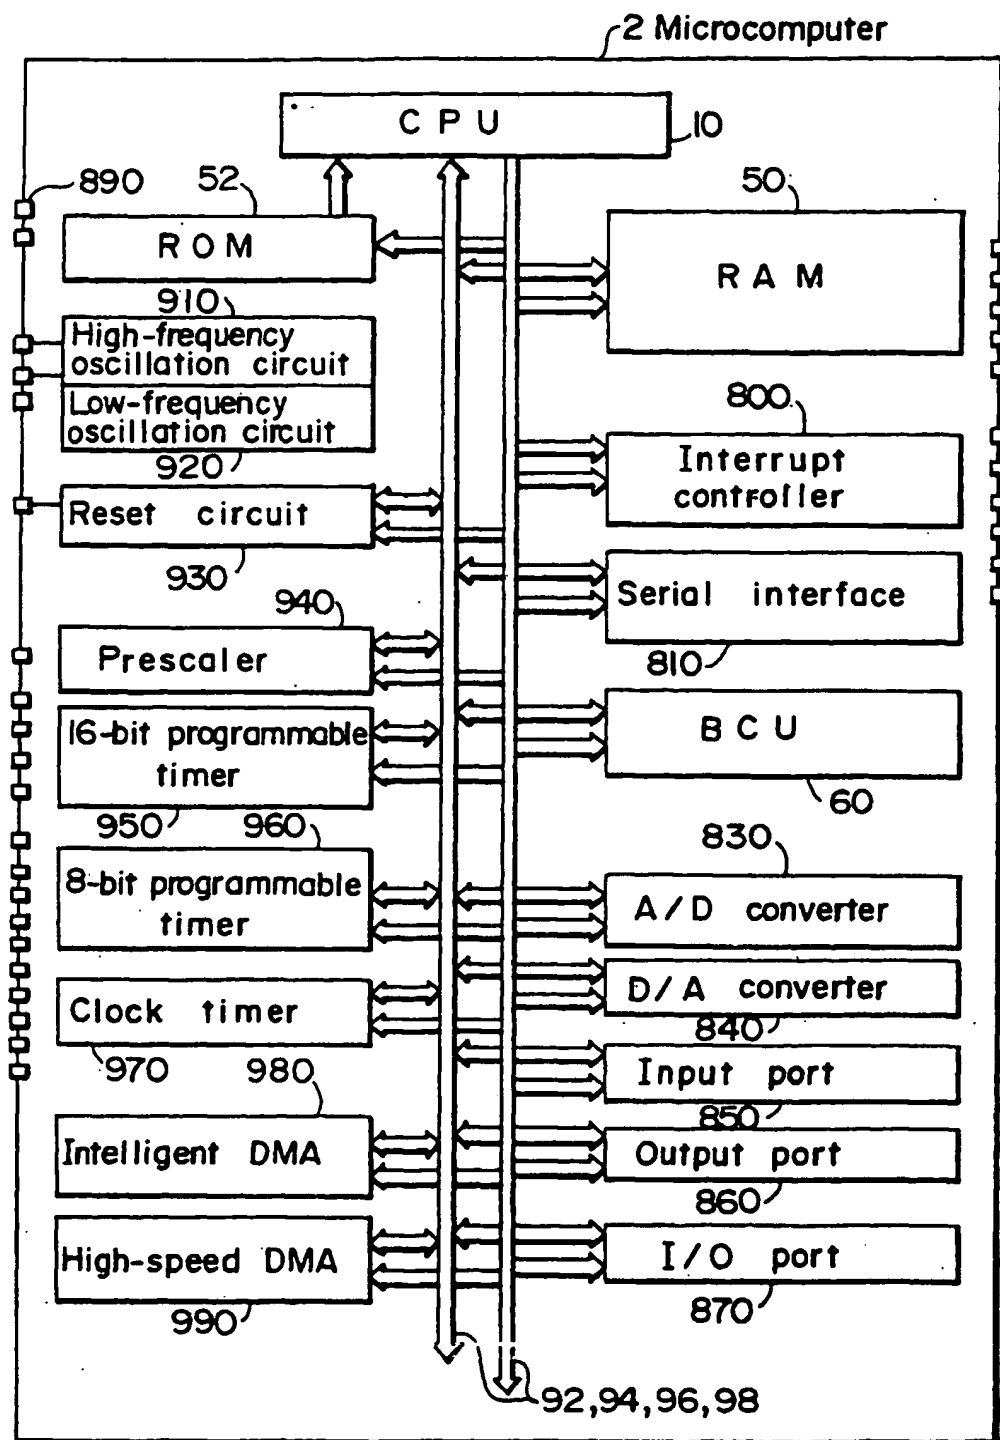 2 Microcomputer
CPU
10
890
52
50
ROM
RAM
910
High-frequency
oscillation circuit
Low-frequency
oscillation circuit
920
800
Interrupt
controller
Reset circuit
930
Serial interface
810
940
Prescaler
16-bit programmable
timer
950
BCU
60
960
8-bit programmable
timer
830
A/D converter
D/A converter
840
Clock timer
970
Input port
850
980
Intelligent DMA
Output port
860
High-speed DMA
990
I/O port
870
92,94,96,98